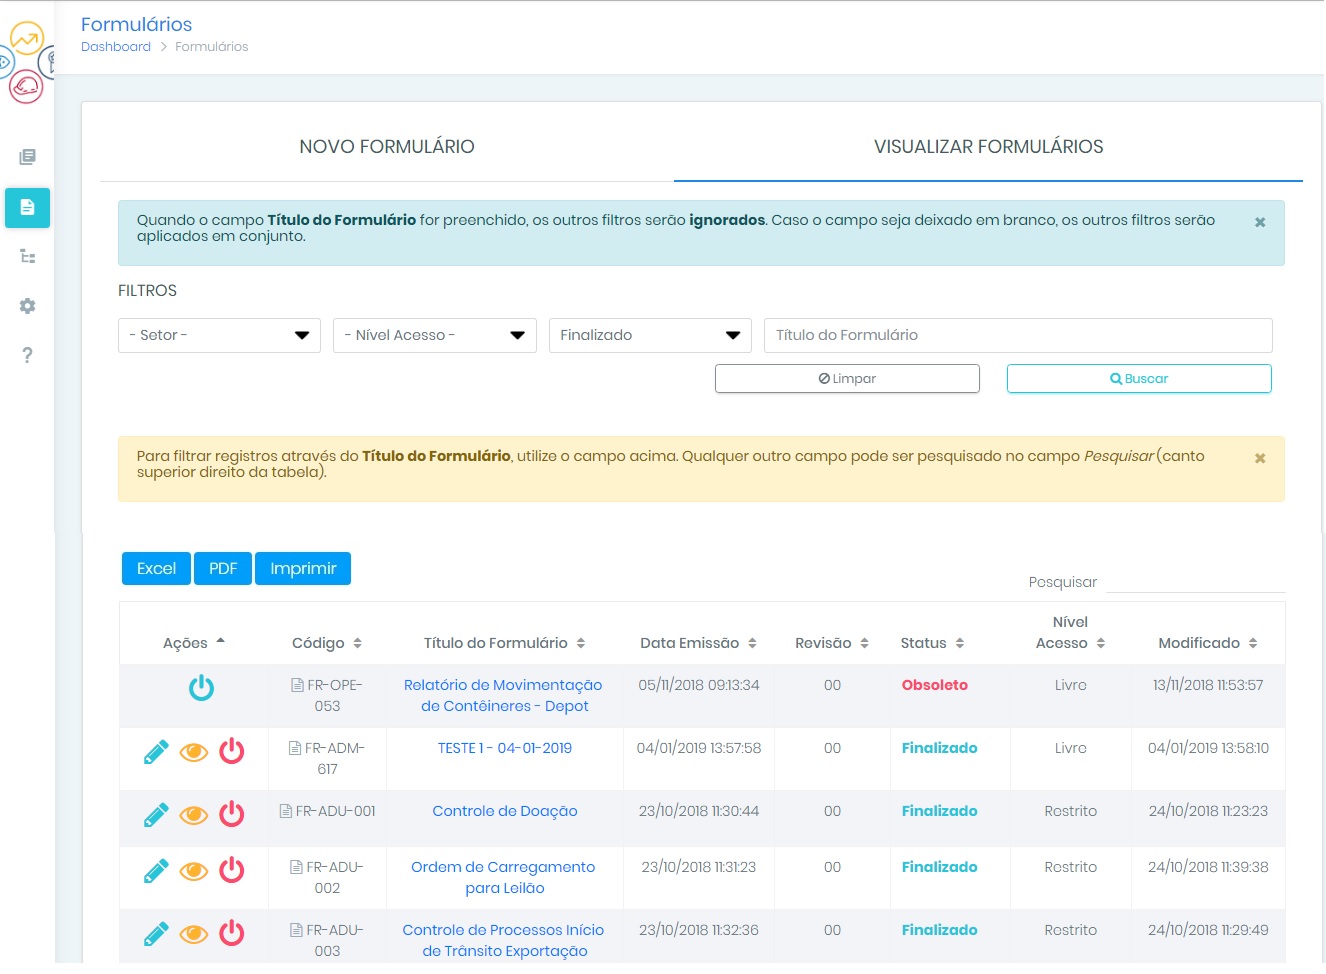 Formulários
Dashboard > Formulários
NOVO FORMULÁRIO
VISUALIZAR FORMULÁRIOS
Quando o campo Título do Formulário for preenchido, os outros filtros serão ignorados. Caso o campo seja deixado em branco, os outros filtros serão
aplicados em conjunto.
×
FILTROS
- Setor -
- Nível Acesso -
Finalizado
Título do Formulário
Limpar
Buscar
Para filtrar registros através do Título do Formulário, utilize o campo acima. Qualquer outro campo pode ser pesquisado no campo Pesquisar (canto
superior direito da tabela).
×
Excel PDF Imprimir
Pesquisar
Ações Código Título do Formulário Data Emissão Revisão Status Nível Acesso Modificado
FR-OPE-053 Relatório de Movimentação de Contêineres - Depot 05/11/2018 09:13:34 00 Obsoleto Livre 13/11/2018 11:53:57
FR-ADM-617 TESTE 1 - 04-01-2019 04/01/2019 13:57:58 00 Finalizado Livre 04/01/2019 13:58:10
FR-ADU-001 Controle de Doação 23/10/2018 11:30:44 00 Finalizado Restrito 24/10/2018 11:23:23
FR-ADU-002 Ordem de Carregamento para Leilão 23/10/2018 11:31:23 00 Finalizado Restrito 24/10/2018 11:39:38
FR-ADU-003 Controle de Processos Início de Trânsito Exportação 23/10/2018 11:32:36 00 Finalizado Restrito 24/10/2018 11:29:49